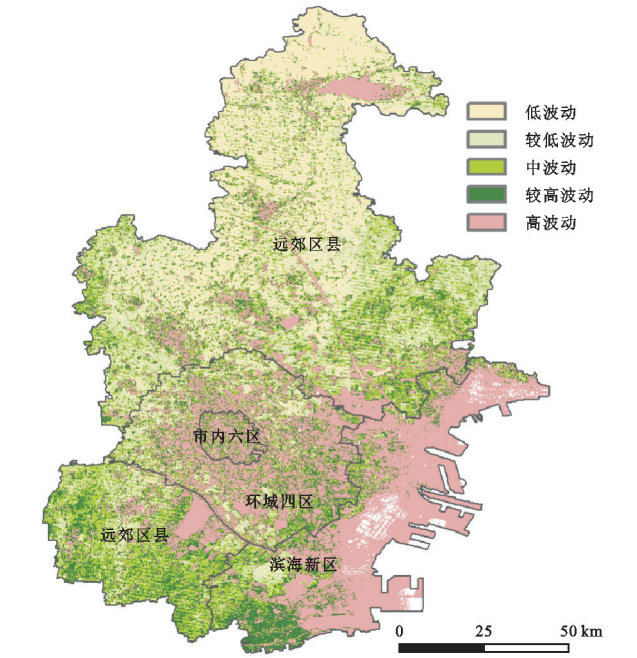 低波动
较低波动
中波动
较高波动
高波动
远郊区县
市内六区
环城四区
远郊区县
滨海新区
0 25 50 km